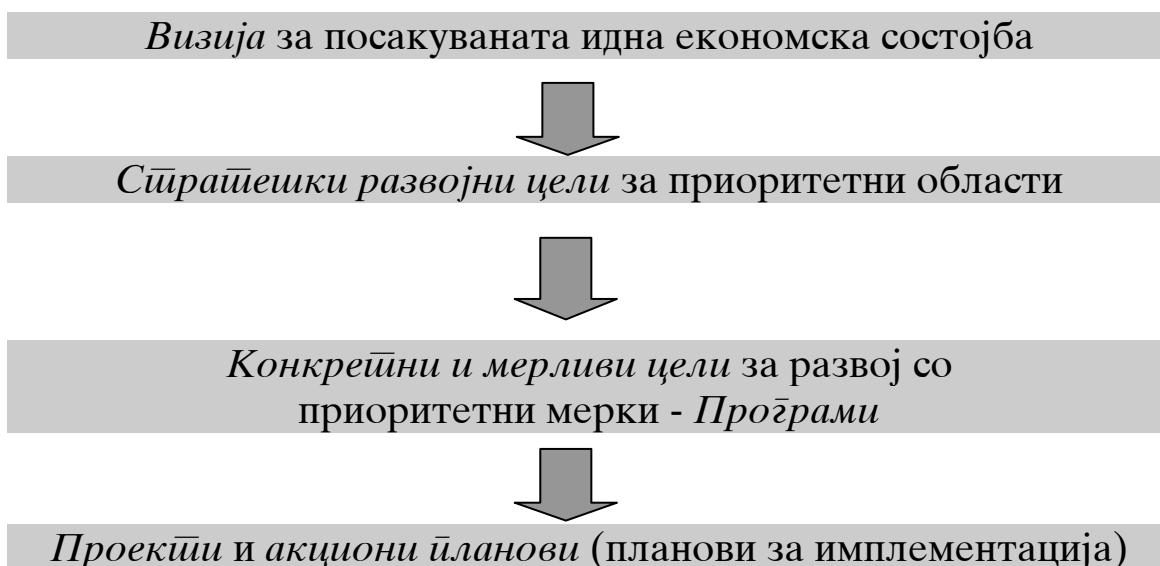 Визија за посакуваната идна економска состојба
Стратешки развојни цели за приоритетни области
Конкретни и мерливи цели за развој со
приоритетни мерки - Програми
Проекти и акциони планови (планови за имплементација)